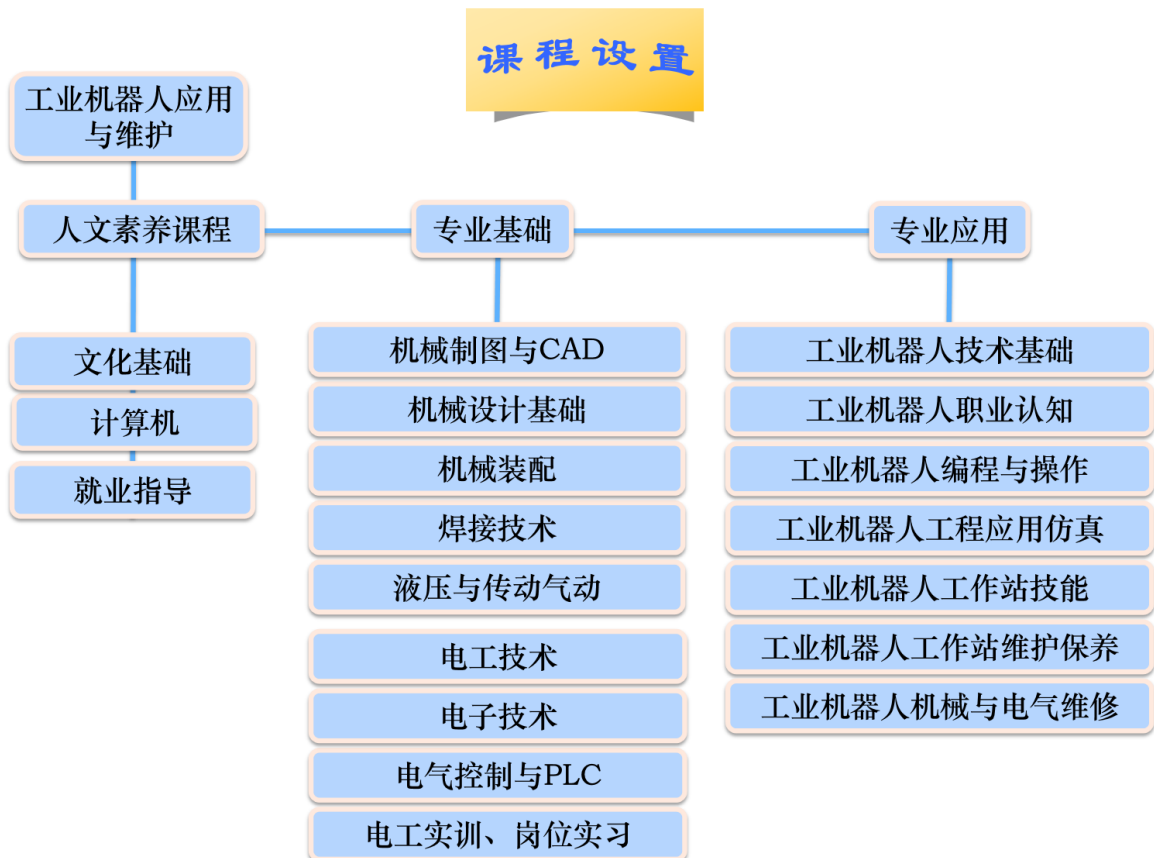 课程设置
工业机器人应用
与维护
人文素养课程
专业基础
专业应用
文化基础
计算机
就业指导
机械制图与CAD
机械设计基础
机械装配
焊接技术
液压与传动气动
电工技术
电子技术
电气控制与PLC
电工实训、岗位实习
工业机器人技术基础
工业机器人职业认知
工业机器人编程与操作
工业机器人工程应用仿真
工业机器人工作站技能
工业机器人工作站维护保养
工业机器人机械与电气维修